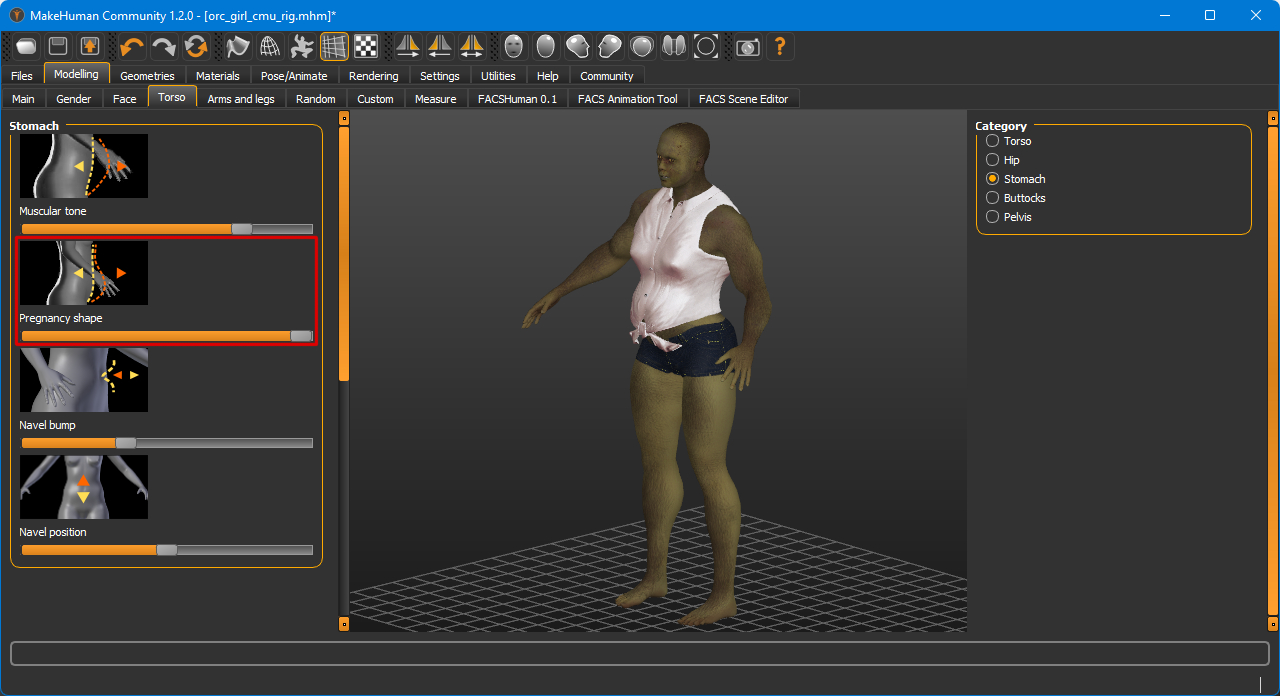 MakeHuman Community 1.2.0 - [orc_girl_cmu_rig.mhm]*
?
Files Modelling Geometries Materials Pose/Animate Rendering Settings Utilities Help Community
Main Gender Face Torso Arms and legs Random Custom Measure FACSHuman 0.1 FACS Animation Tool FACS Scene Editor
Stomach
Muscular tone
Pregnancy shape
Navel bump
Navel position
Category
Torso
Hip
Stomach
Buttocks
Pelvis